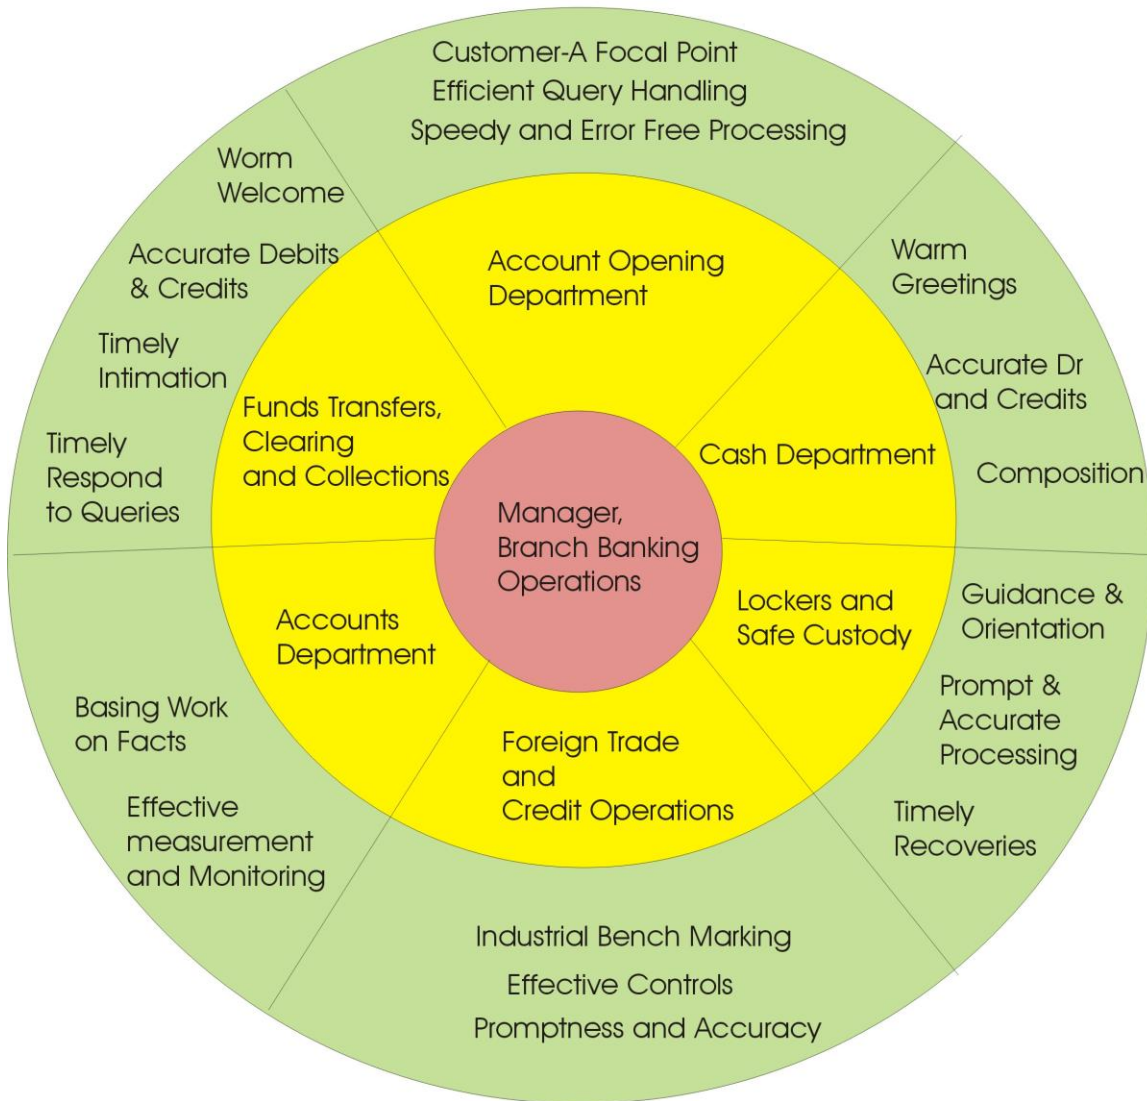 Customer-A Focal Point
Efficient Query Handling
Speedy and Error Free Processing
Worm
Welcome
Accurate Debits
& Credits
Timely
Intimation
Timely
Respond
to Queries
Warm
Greetings
Accurate Dr
and Credits
Composition
Account Opening
Department
Funds Transfers,
Clearing
and Collections
Cash Department
Manager,
Branch Banking
Operations
Accounts
Department
Lockers and
Safe Custody
Foreign Trade
and
Credit Operations
Guidance &
Orientation
Prompt &
Accurate
Processing
Timely
Recoveries
Basing Work
on Facts
Effective
measurement
and Monitoring
Industrial Bench Marking
Effective Controls
Promptness and Accuracy